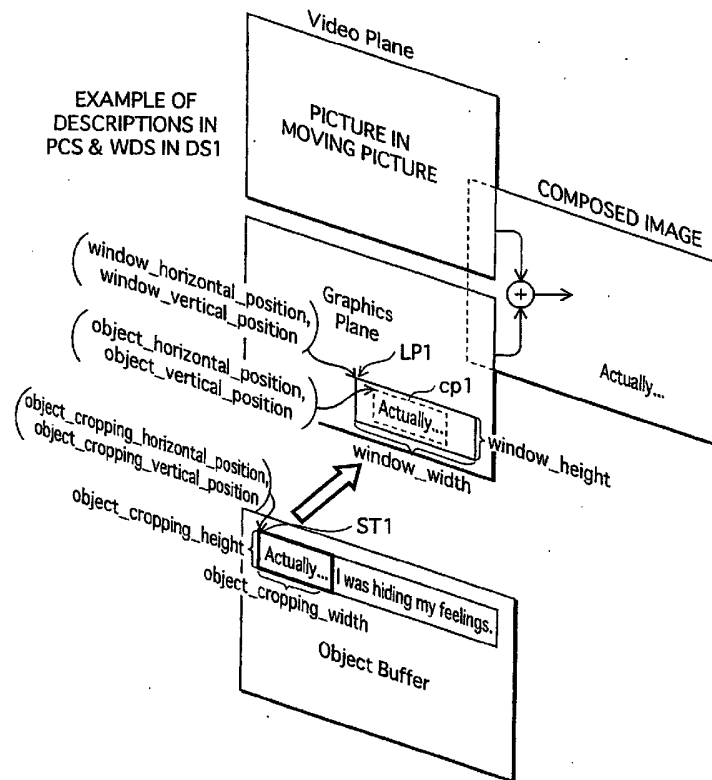 Video Plane
EXAMPLE OF
DESCRIPTIONS IN
PCS & WDS IN DS1
PICTURE IN
MOVING PICTURE
COMPOSED IMAGE
(window_horizontal_position,
window_vertical_position)
Graphics
Plane
(object_horizontal_position,
object_vertical_position)
LP1
cp1
Actually...
Actually...
window_height
window_width
(object_cropping_horizontal_position,
object_cropping_vertical_position)
object_cropping_height
ST1
Actually...
I was hiding my feelings.
object_cropping_width
Object Buffer